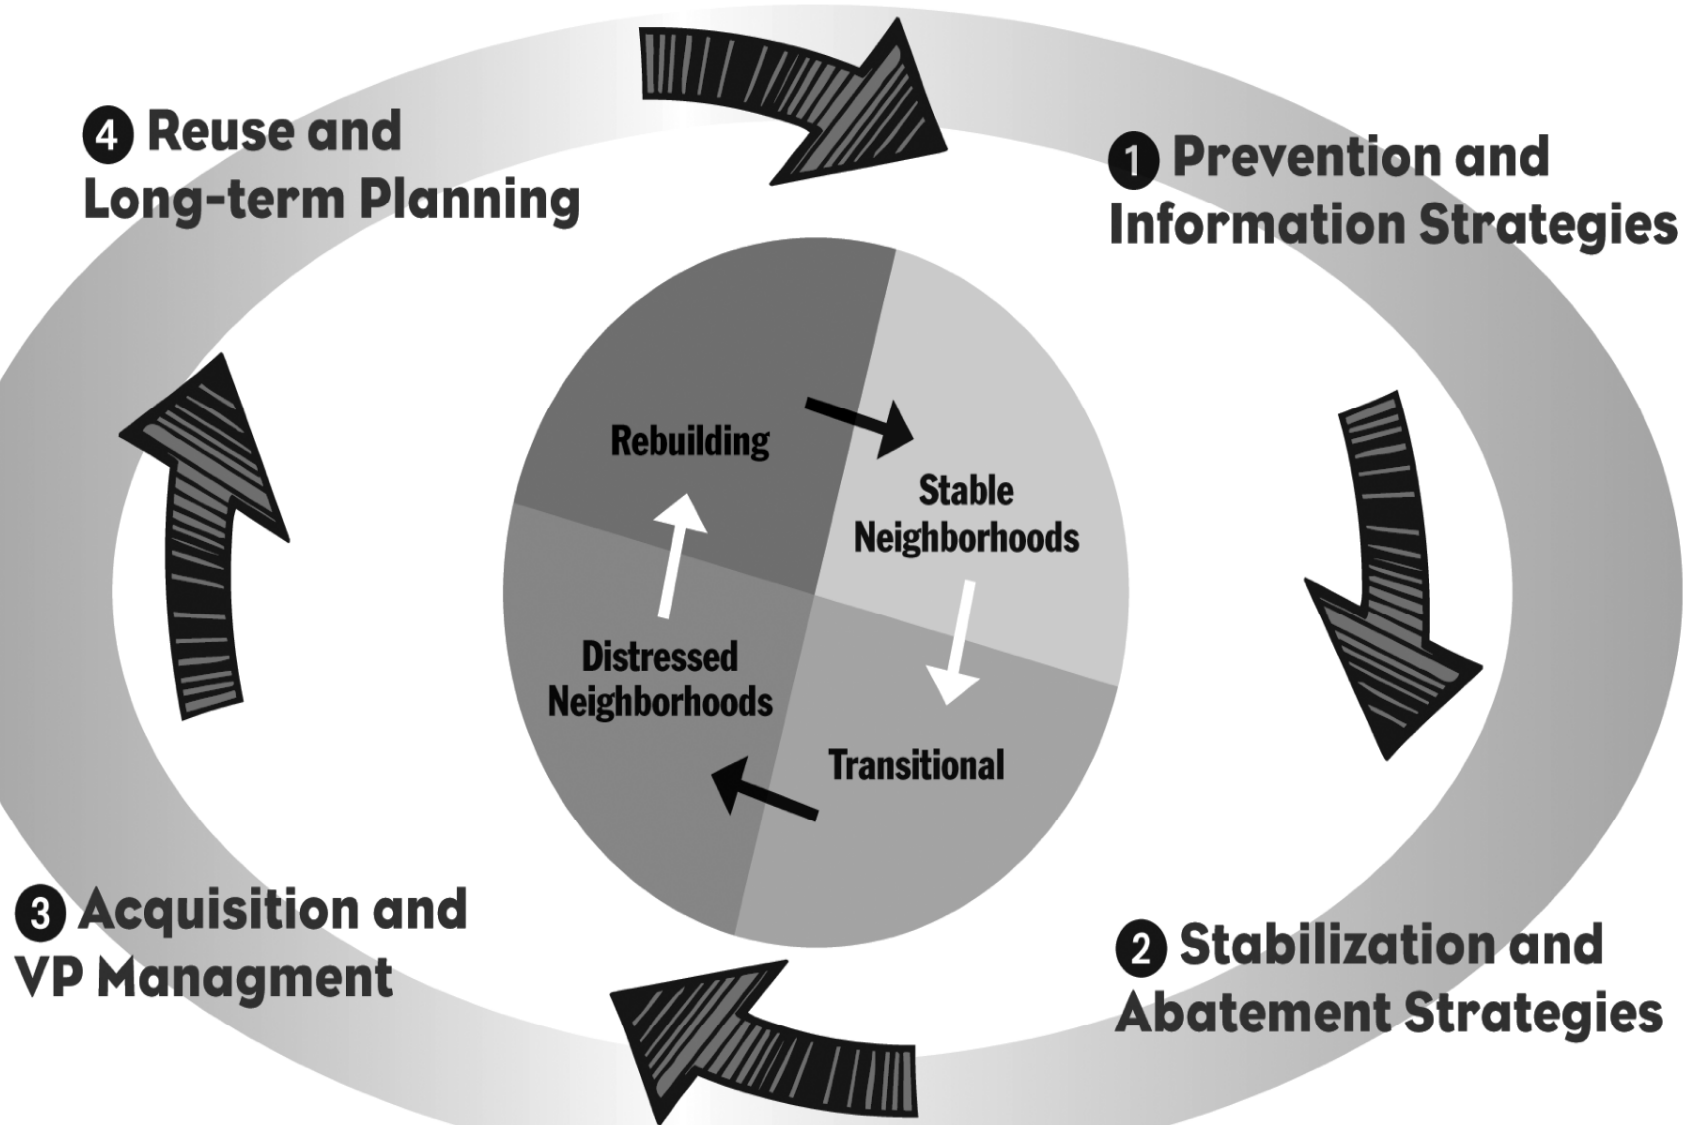 4 Reuse and
Long-term Planning
1 Prevention and
Information Strategies
Rebuilding
Stable
Neighborhoods
Distressed
Neighborhoods
Transitional
3 Acquisition and
VP Managment
2 Stabilization and
Abatement Strategies